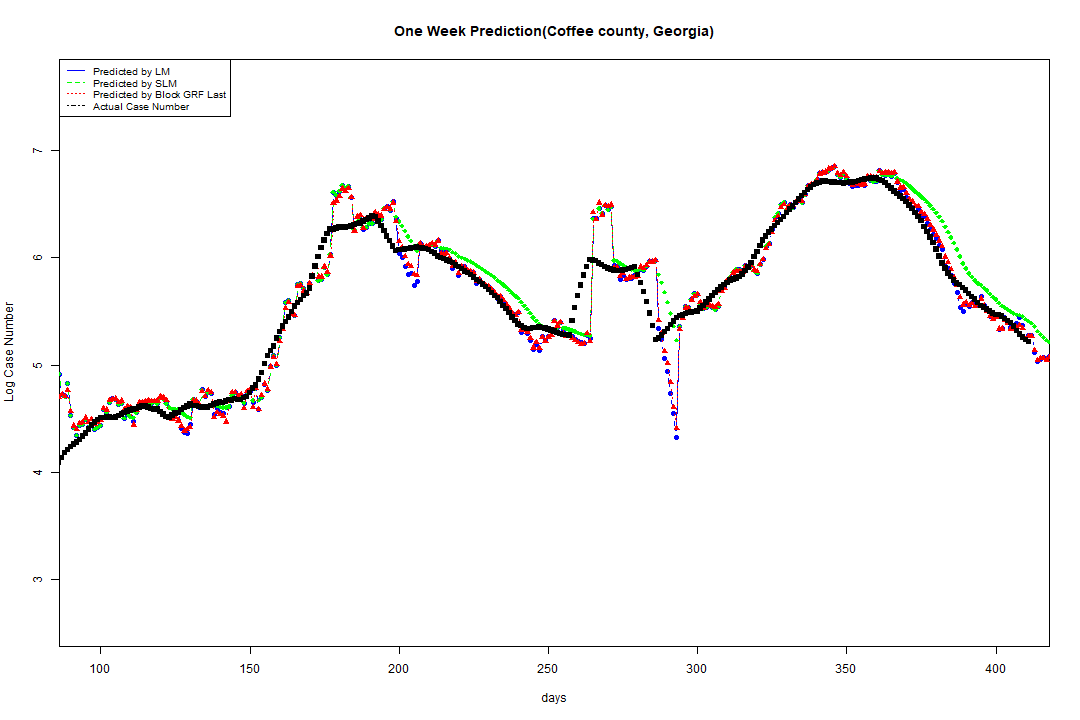 One Week Prediction(Coffee county, Georgia)
Predicted by LM
Predicted by SLM
Predicted by Block GRF Last
Actual Case Number
Log Case Number
7
6
5
4
3
100 150 200 250 300 350 400
days